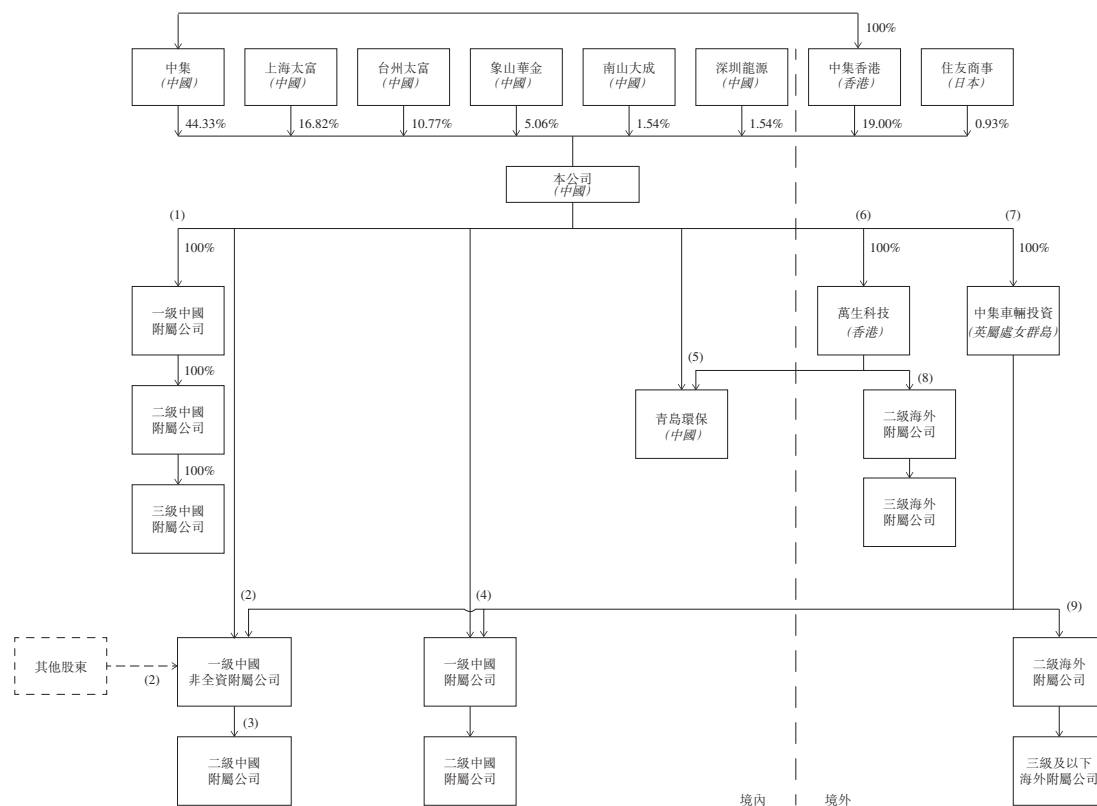 100%
中集
(中國)
上海太富
(中國)
台州太富
(中國)
象山華金
(中國)
南山大成
(中國)
深圳龍源
(中國)
中集香港
(香港)
住友商事
(日本)
44.33%
16.82%
10.77%
5.06%
1.54%
1.54%
19.00%
0.93%
本公司
(中國)
(1)
(6)
(7)
100%
100%
100%
一級中國
附屬公司
萬生科技
(香港)
中集車輛投資
(英屬處女群島)
100%
(5)
(8)
二級中國
附屬公司
青島環保
(中國)
二級海外
附屬公司
100%
三級中國
附屬公司
三級海外
附屬公司
(2)
(4)
(9)
其他股東
(2)
一級中國
非全資附屬公司
一級中國
附屬公司
二級海外
附屬公司
(3)
二級中國
附屬公司
二級中國
附屬公司
三級及以下
海外附屬公司
境內
境外